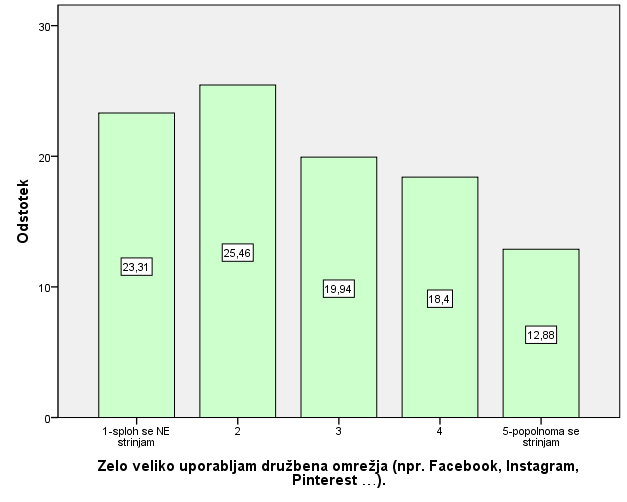 30
20
10
0
Odstotek
23,31
25,46
19,94
18,4
12,88
1-sploh se NE
strinjam
2
3
4
5-popolnoma se
strinjam
Zelo veliko uporabljam družbena omrežja (npr. Facebook, Instagram,
Pinterest …).